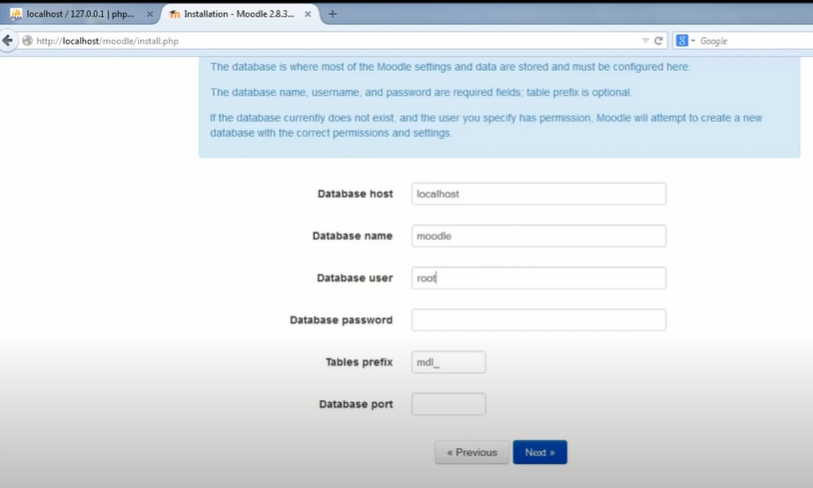 localhost / 127.0.0.1 | php...
Installation - Moodle 2.8.3...
http://localhost/moodle/install.php
Google
The database is where most of the Moodle settings and data are stored and must be configured here.
The database name, username, and password are required fields; table prefix is optional.
If the database currently does not exist, and the user you specify has permission, Moodle will attempt to create a new
database with the correct permissions and settings.
Database host localhost
Database name moodle
Database user root
Database password
Tables prefix mdl_
Database port
« Previous Next »